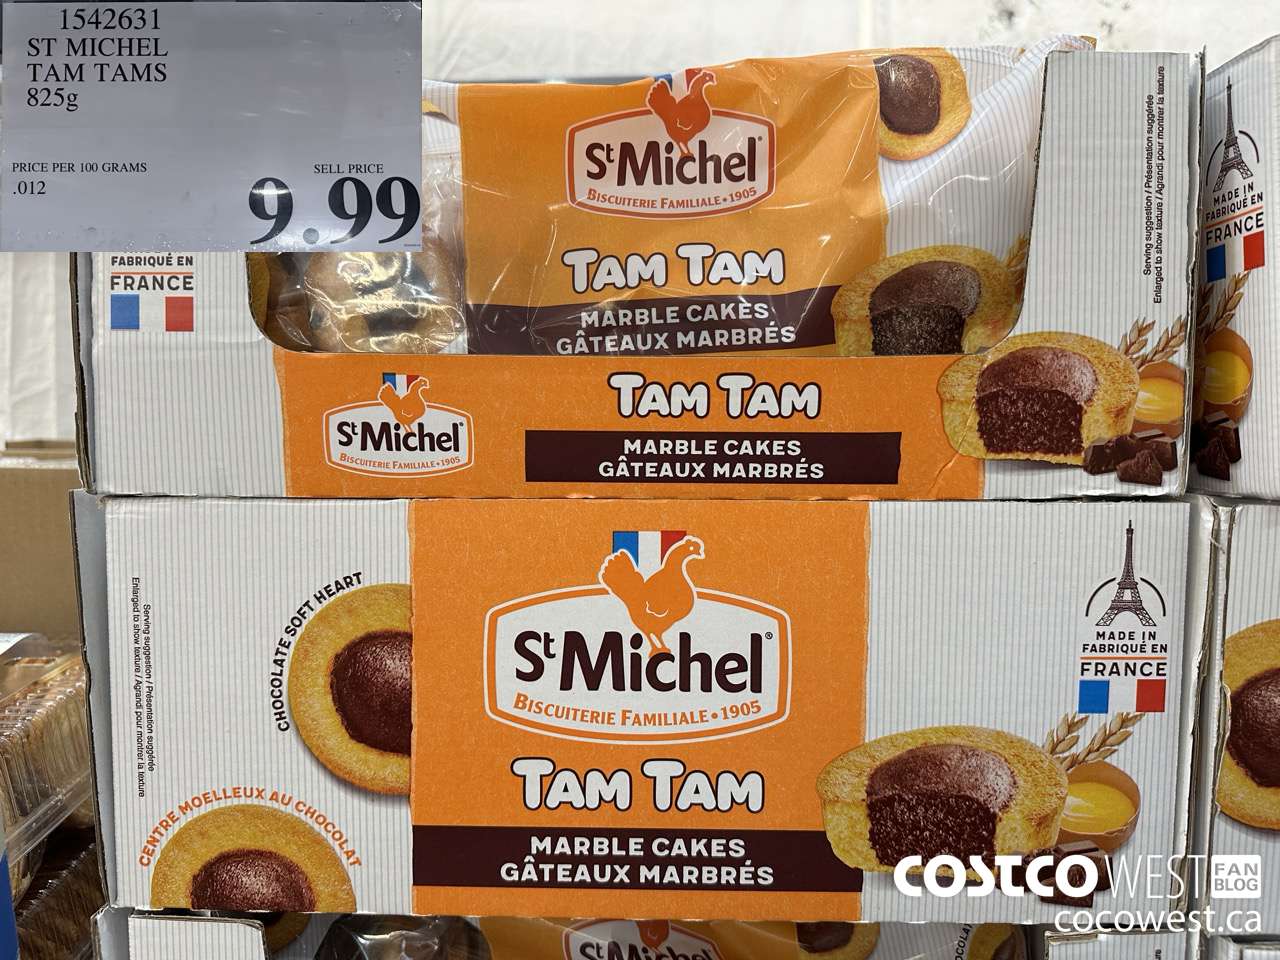 1542631
ST MICHEL
TAM TAMS
825g
PRICE PER 100 GRAMS
.012
SELL PRICE
9.99
St Michel
BISCUITERIE FAMILIALE • 1905
TAM TAM
MARBLE CAKES
GÂTEAUX MARBRÉS
Serving suggestion / Présentation suggérée
Enlarged to show texture / Agrandi pour montrer la texture
MADE IN
FABRIQUÉ EN
FRANCE
FABRIQUÉ EN
FRANCE
St Michel®
BISCUITERIE FAMILIALE • 1905
TAM TAM
MARBLE CAKES
GÂTEAUX MARBRÉS
Serving suggestion / Présentation suggérée
Enlarged to show texture / Agrandi pour montrer la texture
CHOCOLATE SOFT HEART
CENTRE MOELLEUX AU CHOCOLAT
St Michel®
BISCUITERIE FAMILIALE • 1905
TAM TAM
MARBLE CAKES
GÂTEAUX MARBRÉS
MADE IN
FABRIQUÉ EN
FRANCE
COSTCO WEST FAN BLOG
cocowest.ca
St Michel